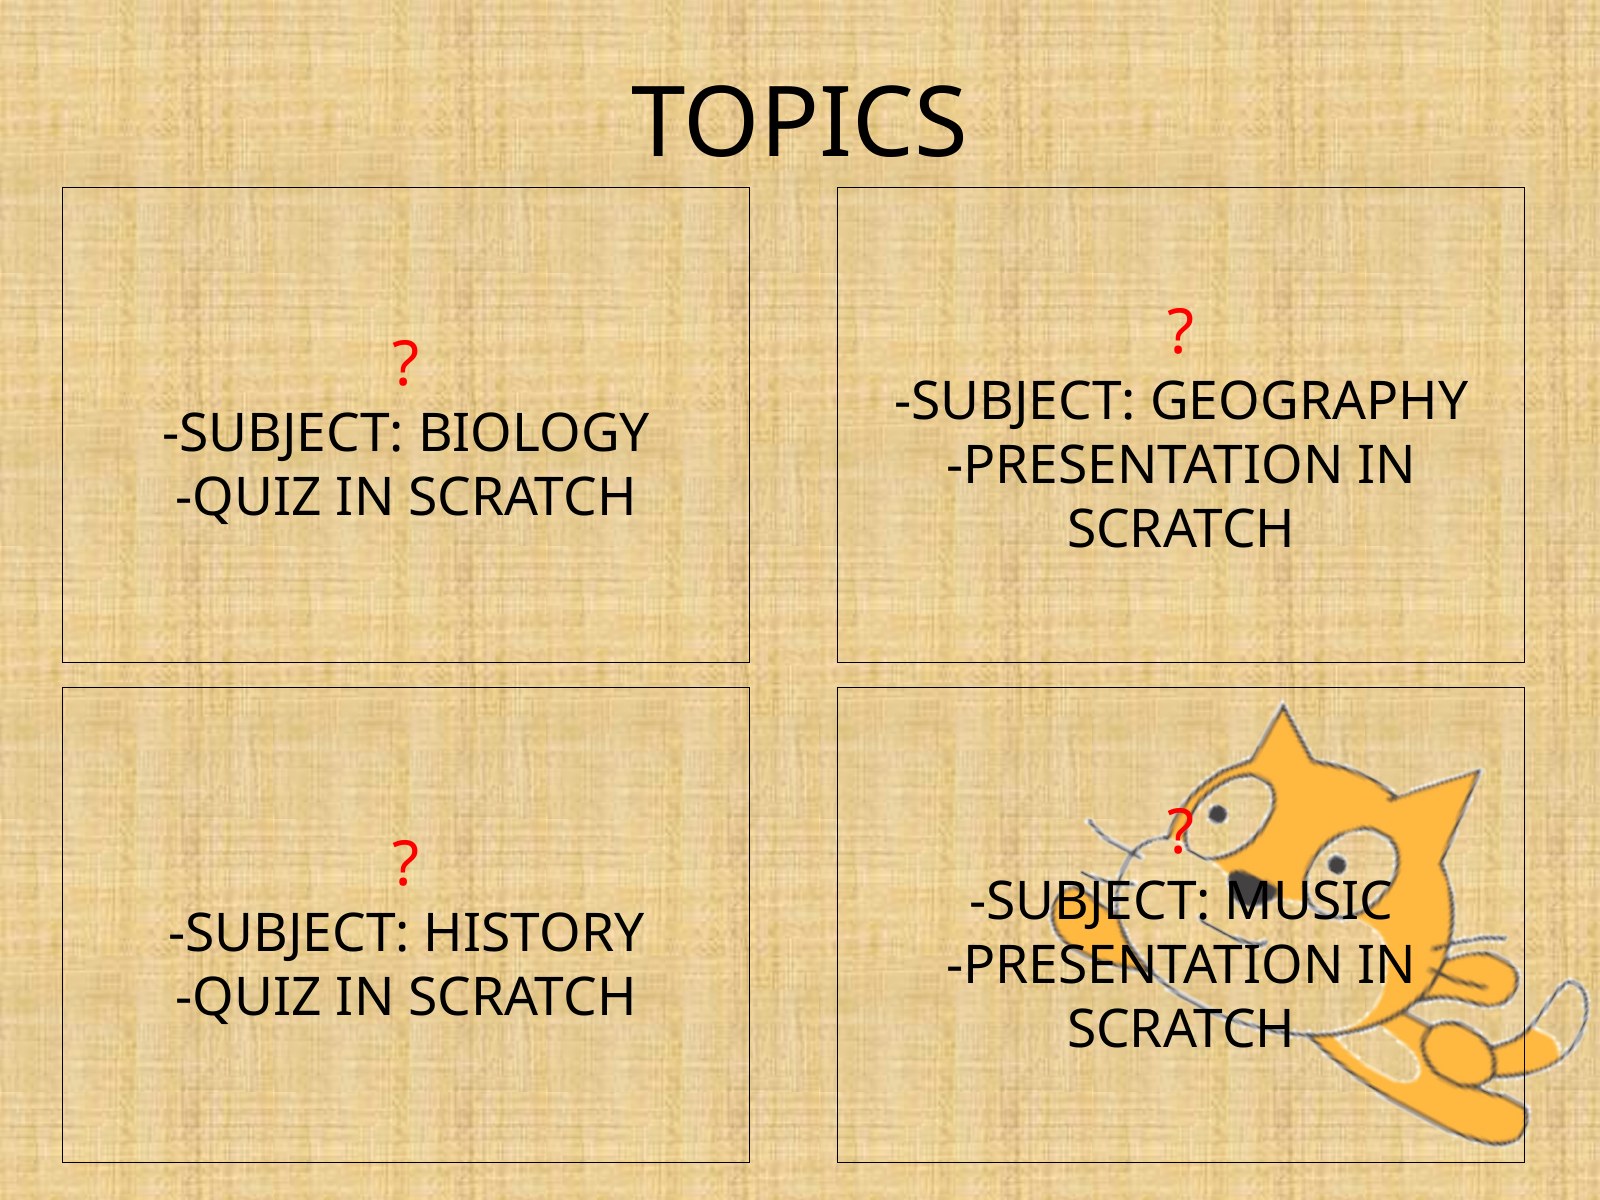 TOPICS
?
-SUBJECT: BIOLOGY
-QUIZ IN SCRATCH
?
-SUBJECT: GEOGRAPHY
-PRESENTATION IN
SCRATCH
?
-SUBJECT: HISTORY
-QUIZ IN SCRATCH
?
-SUBJECT: MUSIC
-PRESENTATION IN
SCRATCH